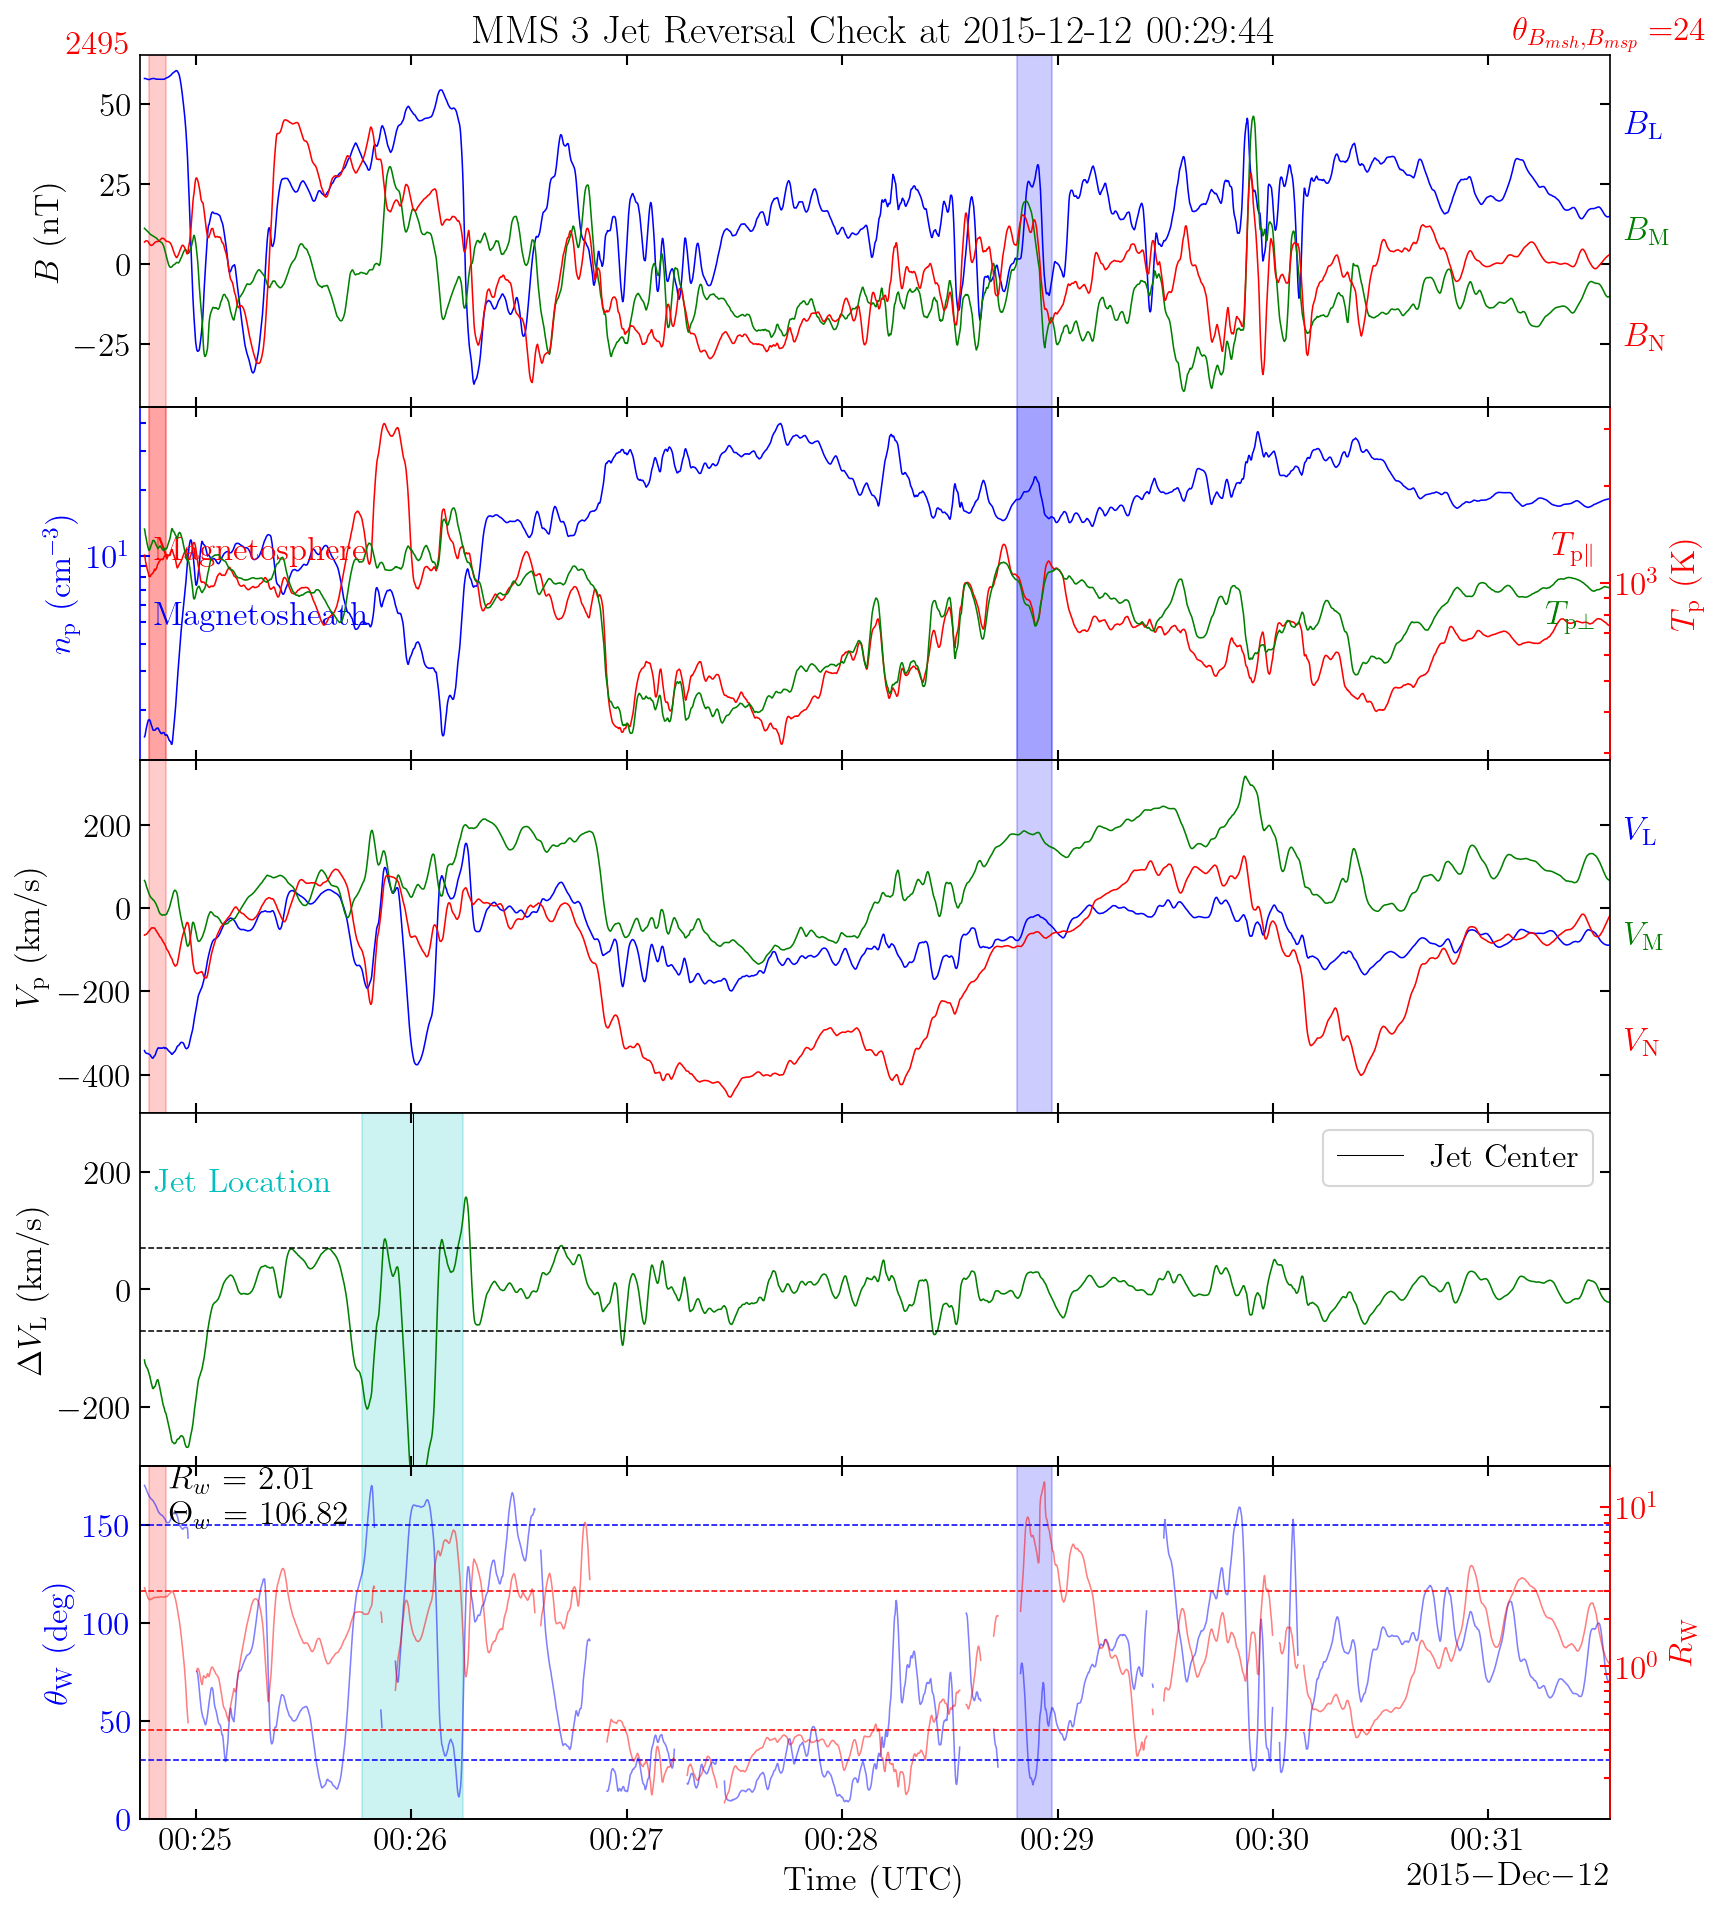 MMS 3 Jet Reversal Check at 2015-12-12 00:29:44
2495
θ_{B_{msh},B_{msp}} =24
50
25
0
−25
B (nT)
B_L
B_M
B_N
10^1
n_p (cm^{−3})
Magnetosphere
Magnetosheath
T_{p∥}
T_{p⊥}
10^3
T_p (K)
200
0
−200
−400
V_p (km/s)
V_L
V_M
V_N
200
0
−200
ΔV_L (km/s)
Jet Location
Jet Center
R_w = 2.01
Θ_w = 106.82
150
100
50
0
θ_W (deg)
10^1
10^0
R_W
00:25 00:26 00:27 00:28 00:29 00:30 00:31
Time (UTC)
2015−Dec−12